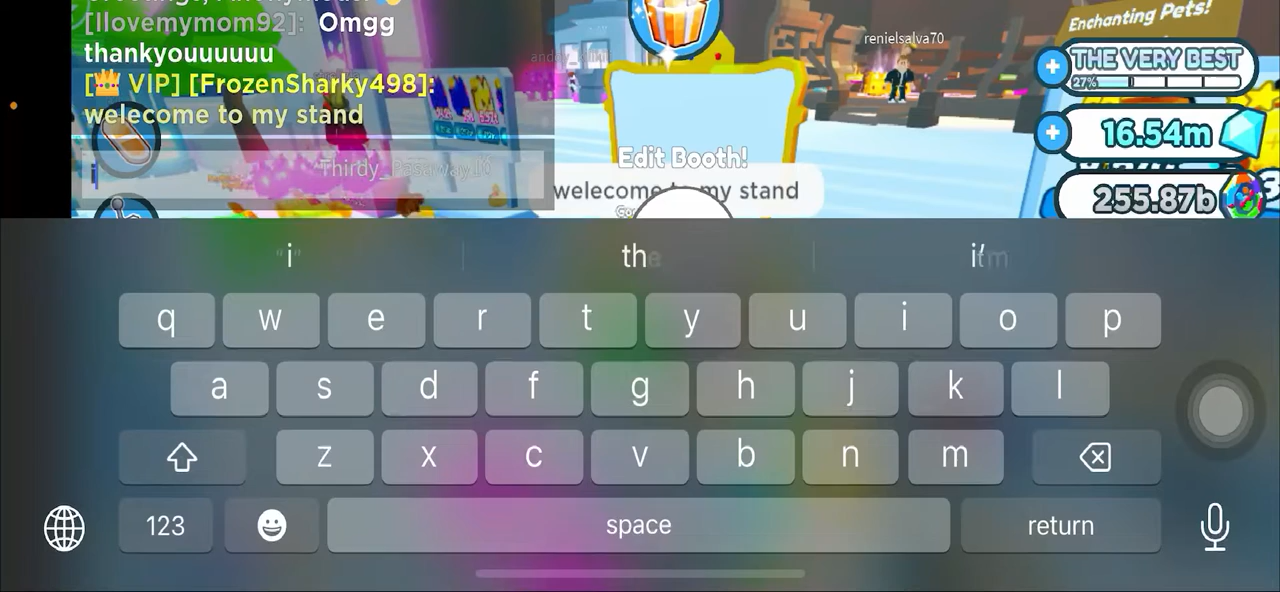 [Ilovemymom92]: Omgg
thankyouuuuuu
[👑 VIP] [FrozenSharky498]:
welcome to my stand
i
renielsalva70
Enchanting Pets!
THE VERY BEST
27%
16.54m
255.87b
Edit Booth!
welecome to my stand
"i" the i'm
q w e r t y u i o p
a s d f g h j k l
z x c v b n m
123 space return